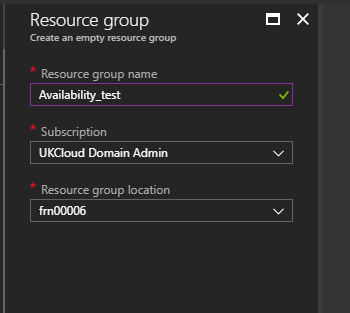 Resource group
Create an empty resource group
* Resource group name
Availability_test
* Subscription
UKCloud Domain Admin
* Resource group location
frn00006